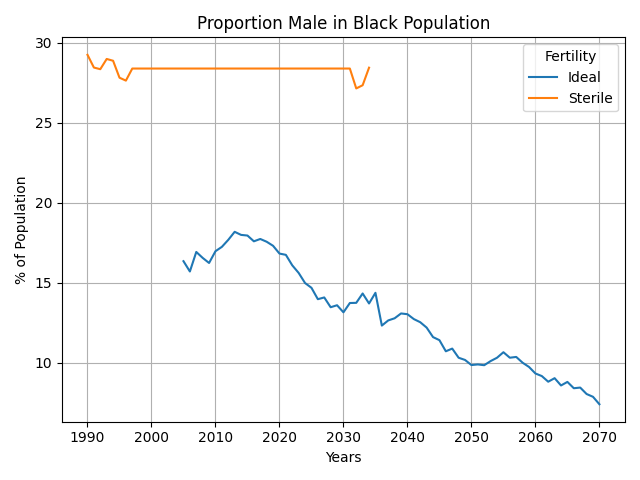 Proportion Male in Black Population
30
25
20
15
10
% of Population
Fertility
Ideal
Sterile
1990 2000 2010 2020 2030 2040 2050 2060 2070
Years